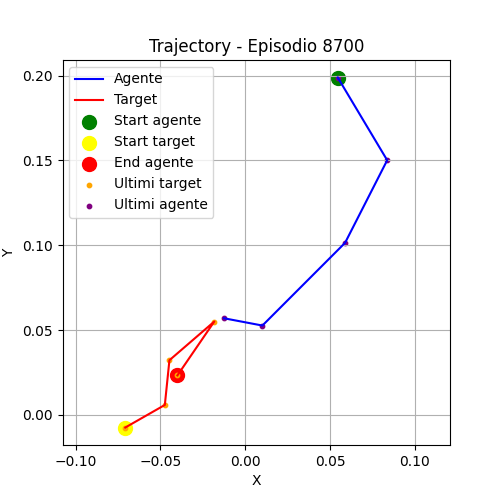 Trajectory - Episodio 8700
Agente
Target
Start agente
Start target
End agente
Ultimi target
Ultimi agente
Y
0.20
0.15
0.10
0.05
0.00
−0.10
−0.05
0.00
0.05
0.10
X